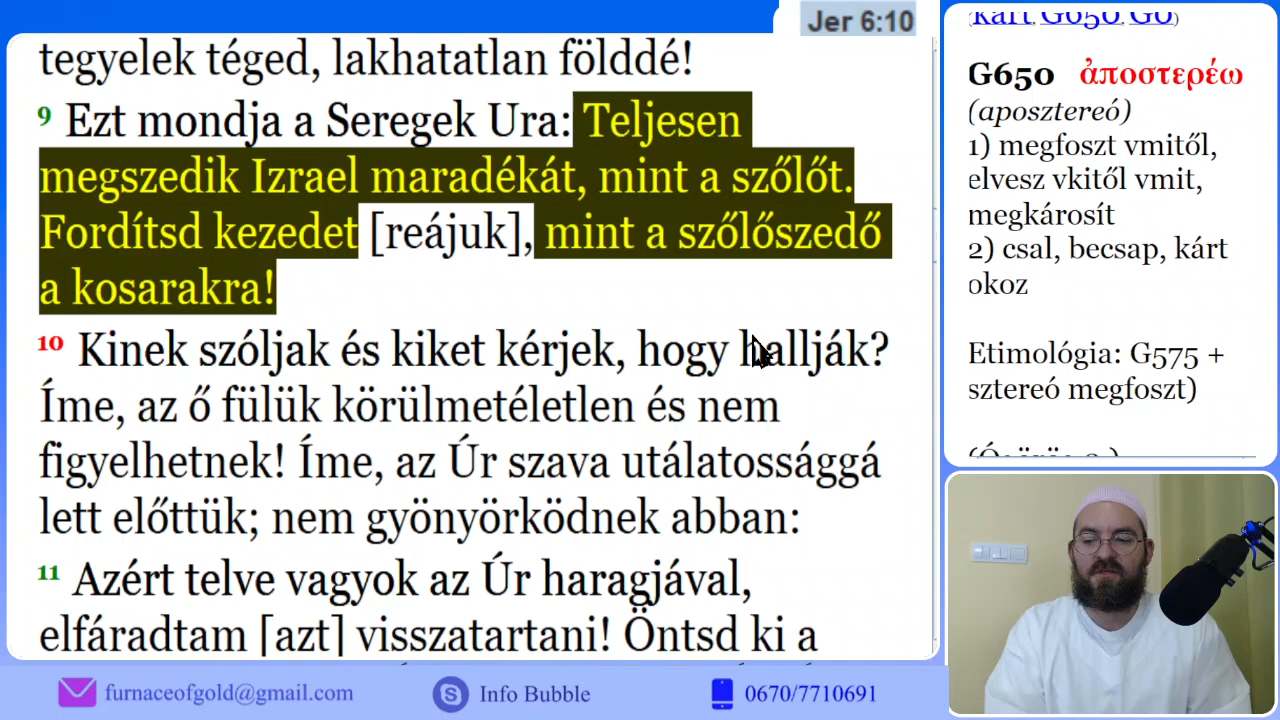 Jer 6:10
tegyelek téged, lakhatatlan földdé!
9 Ezt mondja a Seregek Ura: Teljesen
megszedik Izrael maradékát, mint a szőlőt.
Fordítsd kezedet [reájuk], mint a szőlőszedő
a kosarakra!
10 Kinek szóljak és kiket kérjek, hogy hallják?
Íme, az ő fülük körülmetéletlen és nem
figyelhetnek! Íme, az Úr szava utálatossággá
lett előttük; nem gyönyörködnek abban:
11 Azért telve vagyok az Úr haragjával,
elfáradtam [azt] visszatartani! Öntsd ki a
G650 ἀποστερέω
(aposztereó)
1) megfoszt vmitől,
elvesz vkitől vmit,
megkárosít
2) csal, becsap, kárt
okoz
Etimológia: G575 +
sztereó megfoszt)
furnaceofgold@gmail.com
Info Bubble
0670/7710691